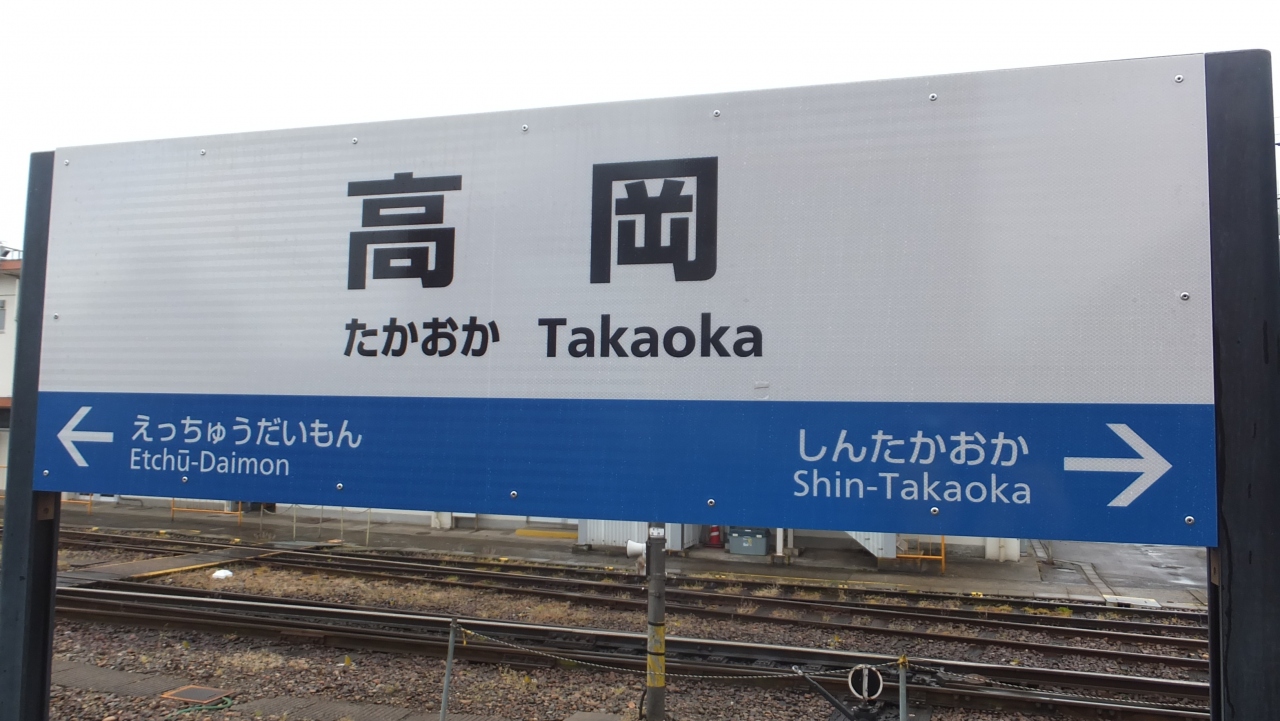 高岡
たかおか Takaoka
← えっちゅうだいもん
Etchū-Daimon
しんたかおか →
Shin-Takaoka